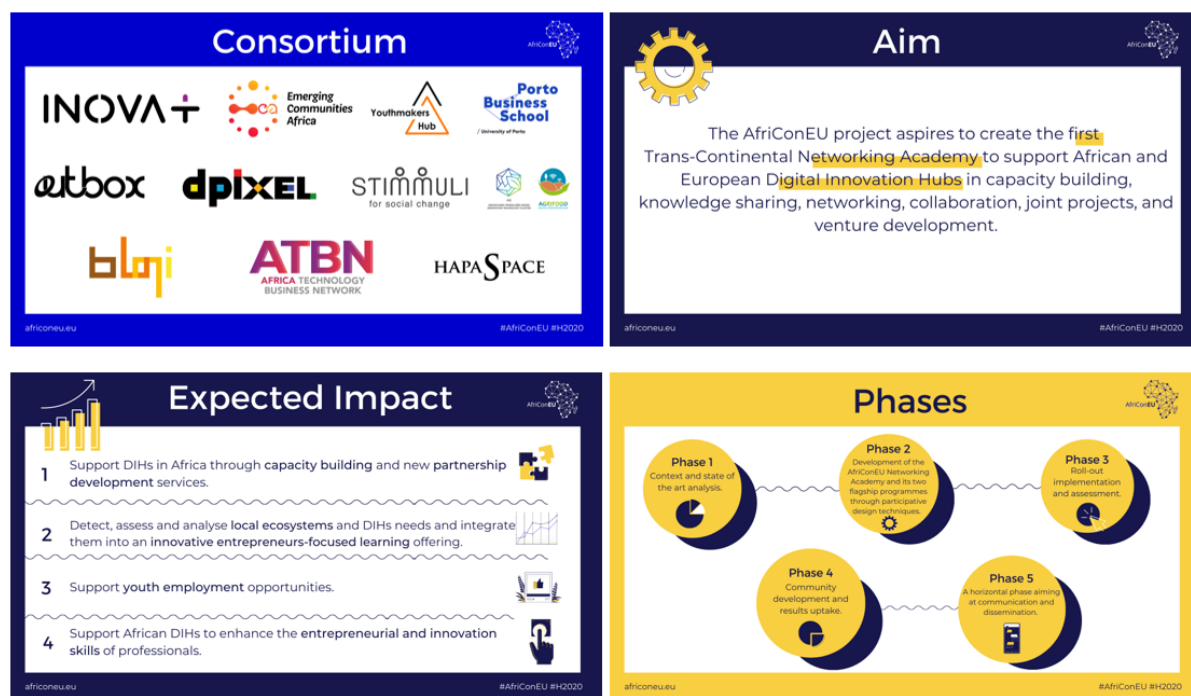 Consortium
AfriConEU
INOVA+
eca
Emerging
Communities
Africa
Youthmakers
Hub
Porto
Business
School
/ University of Porto
outbox
dpixel
STIMMULI
for social change
AGRIFOOD
blọnị
ATBN
AFRICA TECHNOLOGY
BUSINESS NETWORK
HAPASPACE
africoneu.eu
#AfriConEU #H2020
Aim
AfriConEU
The AfriConEU project aspires to create the first
Trans-Continental Networking Academy to support African and
European Digital Innovation Hubs in capacity building,
knowledge sharing, networking, collaboration, joint projects, and
venture development.
africoneu.eu
#AfriConEU #H2020
Expected Impact
AfriConEU
1
Support DIHs in Africa through capacity building and new partnership
development services.
2
Detect, assess and analyse local ecosystems and DIHs needs and integrate
them into an innovative entrepreneurs-focused learning offering.
3
Support youth employment opportunities.
4
Support African DIHs to enhance the entrepreneurial and innovation
skills of professionals.
africoneu.eu
#AfriConEU #H2020
Phases
AfriConEU
Phase 1
Context and state of
the art analysis.
Phase 2
Development of the
AfriConEU Networking
Academy and its two
flagship programmes
through participative
design techniques.
Phase 3
Roll-out
implementation
and assessment.
Phase 4
Community
development and
results uptake.
Phase 5
A horizontal phase aiming
at communication and
dissemination.
africoneu.eu
#AfriConEU #H2020